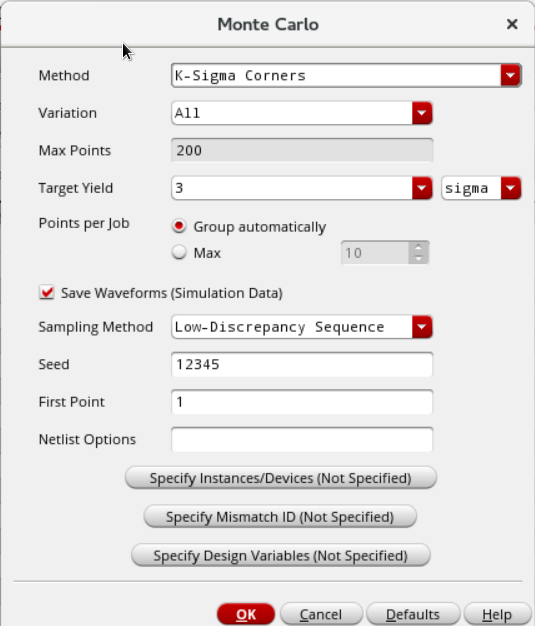 Monte Carlo
Method K-Sigma Corners
Variation All
Max Points 200
Target Yield 3 sigma
Points per Job Group automatically
Max 10
Save Waveforms (Simulation Data)
Sampling Method Low-Discrepancy Sequence
Seed 12345
First Point 1
Netlist Options
Specify Instances/Devices (Not Specified)
Specify Mismatch ID (Not Specified)
Specify Design Variables (Not Specified)
OK Cancel Defaults Help